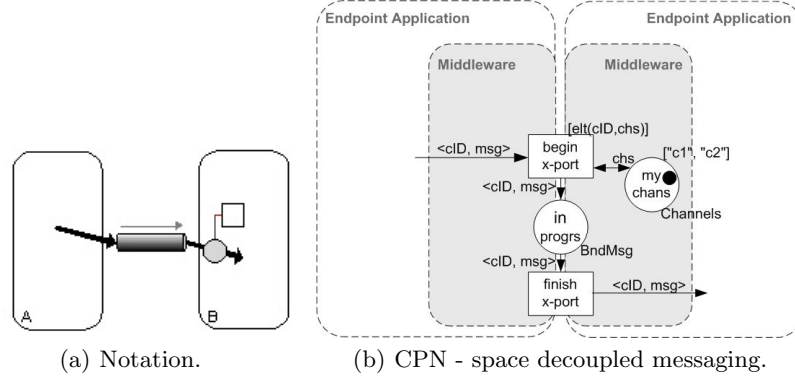 Endpoint Application
Endpoint Application
Middleware
Middleware
[elt(cID,chs)]
["c1", "c2"]
<cID, msg>
begin
x-port
chs
my
chans
<cID, msg>
Channels
in
progrs
BndMsg
<cID, msg>
finish
x-port
<cID, msg>
A
B
(a) Notation.
(b) CPN - space decoupled messaging.